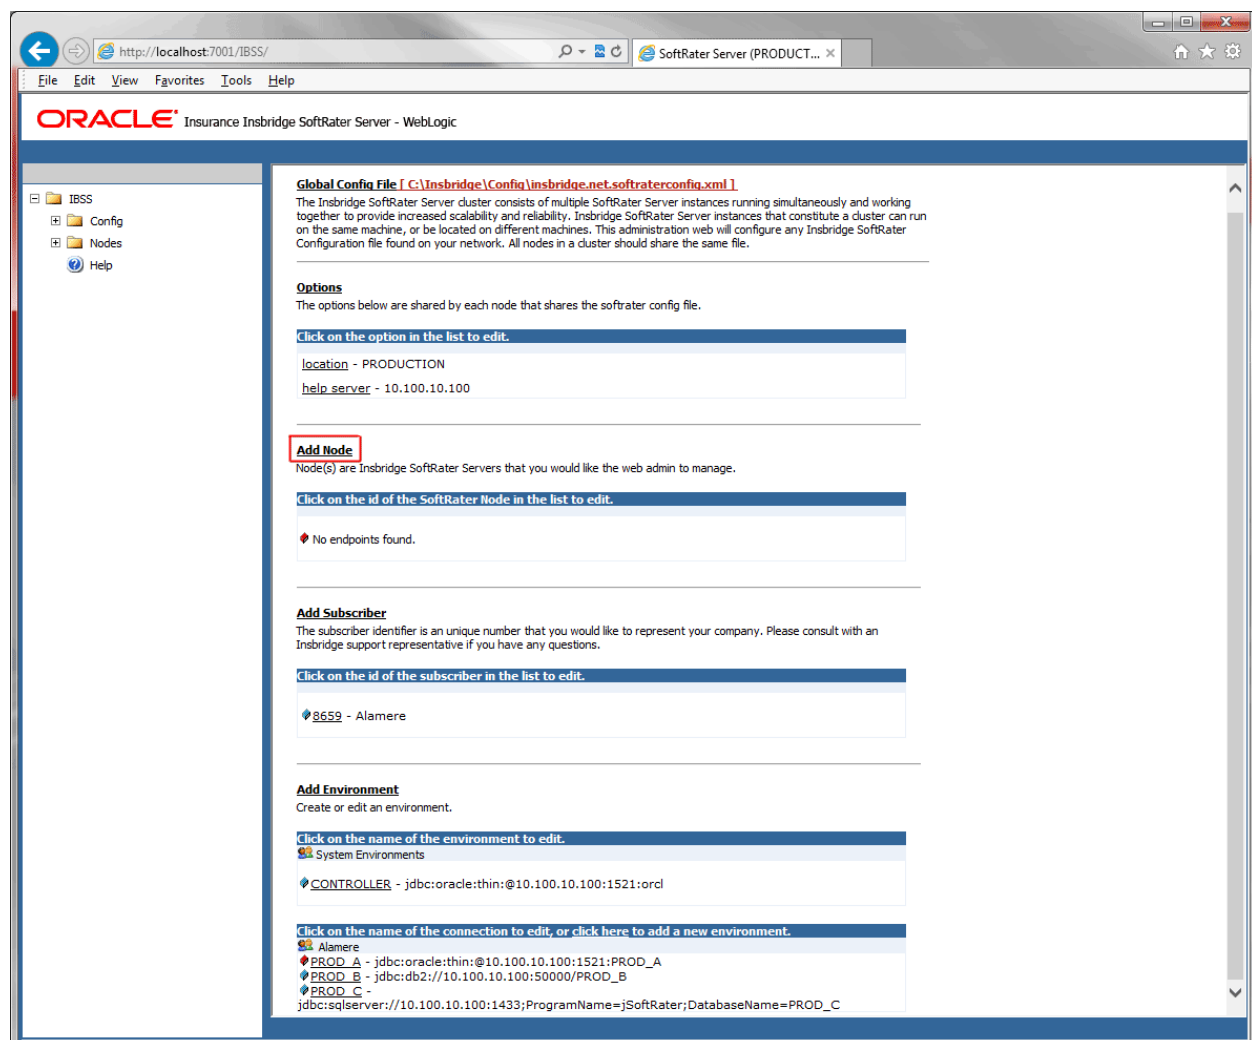 http://localhost:7001/IBSS/
SoftRater Server (PRODUCT...
File Edit View Favorites Tools Help
ORACLE Insurance Insbridge SoftRater Server - WebLogic
IBSS
Config
Nodes
Help
Global Config File [ C:\Insbridge\Config\insbridge.net.softraterconfig.xml ]
The Insbridge SoftRater Server cluster consists of multiple SoftRater Server instances running simultaneously and working
together to provide increased scalability and reliability. Insbridge SoftRater Server instances that constitute a cluster can run
on the same machine, or be located on different machines. This administration web will configure any Insbridge SoftRater
Configuration file found on your network. All nodes in a cluster should share the same file.
Options
The options below are shared by each node that shares the softrater config file.
Click on the option in the list to edit.
location - PRODUCTION
help server - 10.100.10.100
Add Node
Node(s) are Insbridge SoftRater Servers that you would like the web admin to manage.
Click on the id of the SoftRater Node in the list to edit.
No endpoints found.
Add Subscriber
The subscriber identifier is an unique number that you would like to represent your company. Please consult with an
Insbridge support representative if you have any questions.
Click on the id of the subscriber in the list to edit.
8659 - Alamere
Add Environment
Create or edit an environment.
Click on the name of the environment to edit.
System Environments
CONTROLLER - jdbc:oracle:thin:@10.100.10.100:1521:orcl
Click on the name of the connection to edit, or click here to add a new environment.
Alamere
PROD_A - jdbc:oracle:thin:@10.100.10.100:1521:PROD_A
PROD_B - jdbc:db2://10.100.10.100:50000/PROD_B
PROD_C -
jdbc:sqlserver://10.100.10.100:1433;ProgramName=jSoftRater;DatabaseName=PROD_C